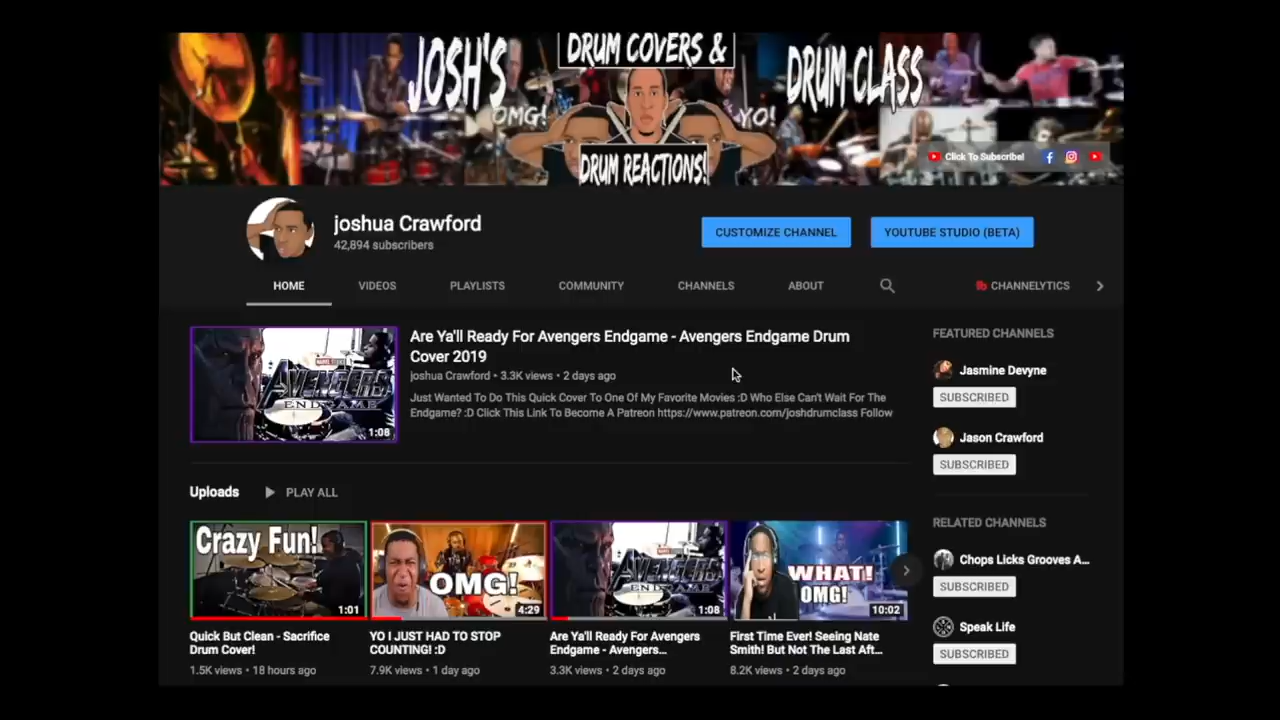 JOSH'S
DRUM COVERS &
DRUM CLASS
OMG!
YO!
DRUM REACTIONS!
Click To Subscribe!
joshua Crawford
42,894 subscribers
CUSTOMIZE CHANNEL
YOUTUBE STUDIO (BETA)
HOME
VIDEOS
PLAYLISTS
COMMUNITY
CHANNELS
ABOUT
CHANNELYTICS
Are Ya'll Ready For Avengers Endgame - Avengers Endgame Drum
Cover 2019
joshua Crawford • 3.3K views • 2 days ago
Just Wanted To Do This Quick Cover To One Of My Favorite Movies :D Who Else Can't Wait For The
Endgame? :D Click This Link To Become A Patreon https://www.patreon.com/joshdrumclass Follow
AVENGERS
ENDGAME
1:08
FEATURED CHANNELS
Jasmine Devyne
SUBSCRIBED
Jason Crawford
SUBSCRIBED
Uploads
PLAY ALL
Crazy Fun!
1:01
Quick But Clean - Sacrifice
Drum Cover!
1.5K views • 18 hours ago
OMG!
4:29
YO I JUST HAD TO STOP
COUNTING! :D
7.9K views • 1 day ago
AVENGERS
ENDGAME
1:08
Are Ya'll Ready For Avengers
Endgame - Avengers...
3.3K views • 2 days ago
WHAT!
OMG!
10:02
First Time Ever! Seeing Nate
Smith! But Not The Last Aft...
8.2K views • 2 days ago
RELATED CHANNELS
Chops Licks Grooves A...
SUBSCRIBED
Speak Life
SUBSCRIBED